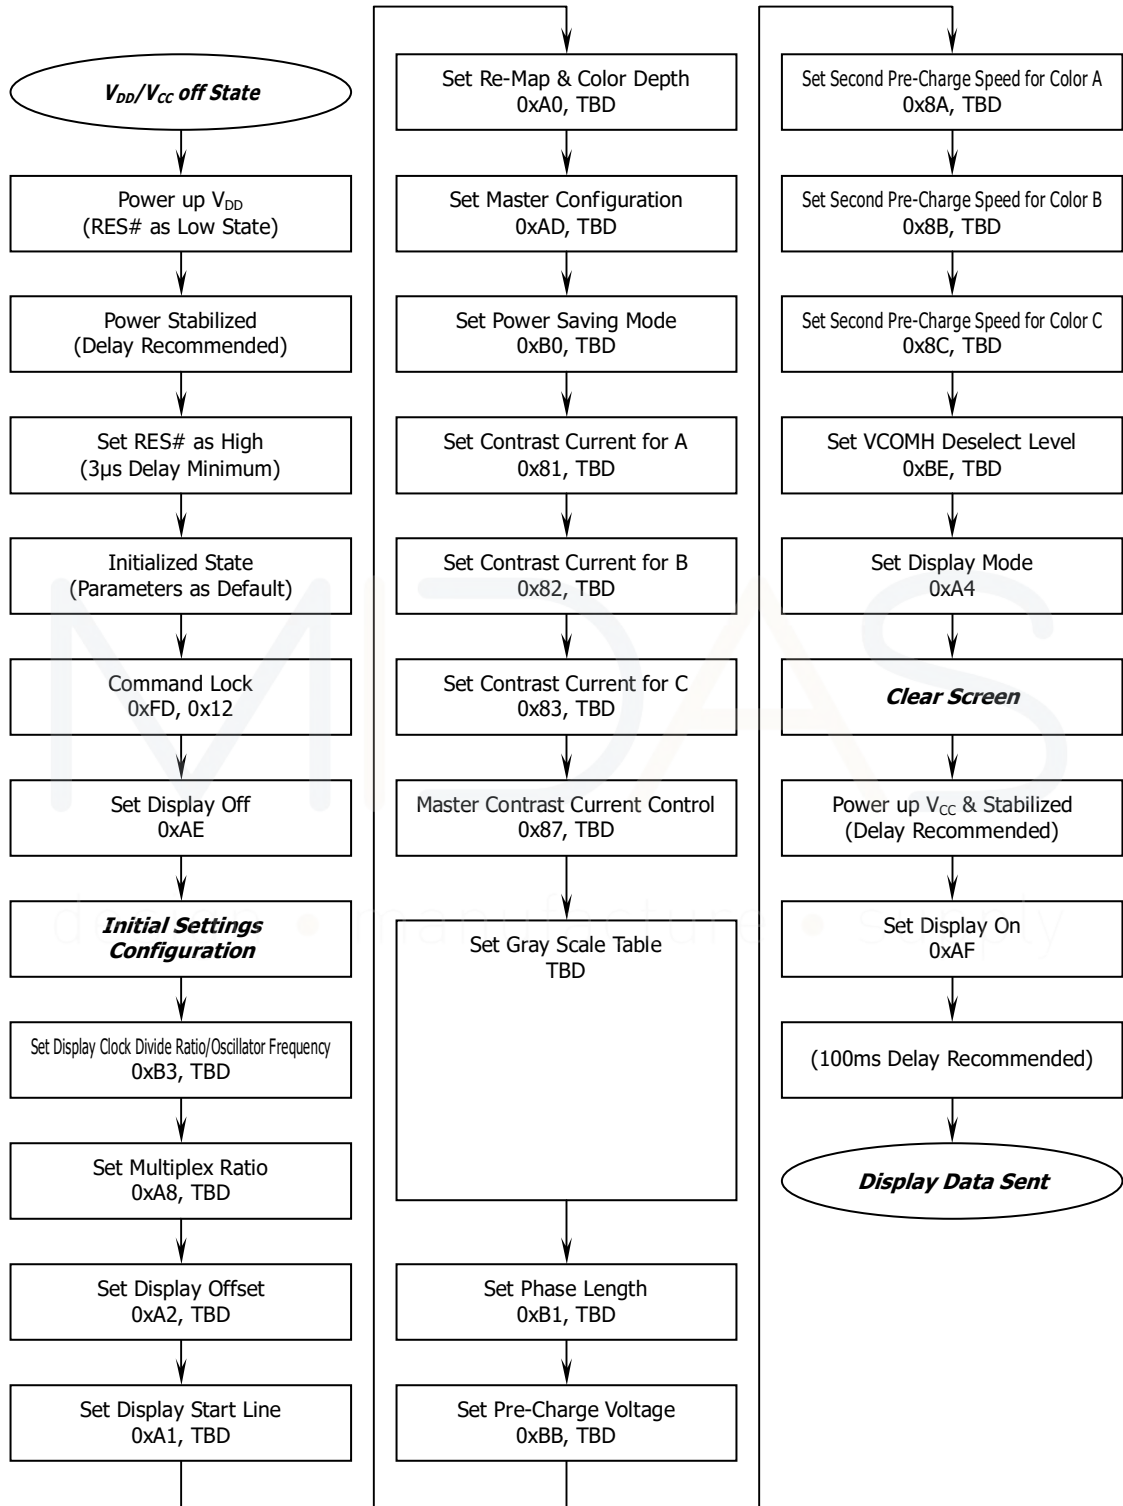 V_DD/V_CC off State
Power up V_DD
(RES# as Low State)
Power Stabilized
(Delay Recommended)
Set RES# as High
(3μs Delay Minimum)
Initialized State
(Parameters as Default)
Command Lock
0xFD, 0x12
Set Display Off
0xAE
Initial Settings
Configuration
Set Display Clock Divide Ratio/Oscillator Frequency
0xB3, TBD
Set Multiplex Ratio
0xA8, TBD
Set Display Offset
0xA2, TBD
Set Display Start Line
0xA1, TBD
Set Re-Map & Color Depth
0xA0, TBD
Set Master Configuration
0xAD, TBD
Set Power Saving Mode
0xB0, TBD
Set Contrast Current for A
0x81, TBD
Set Contrast Current for B
0x82, TBD
Set Contrast Current for C
0x83, TBD
Master Contrast Current Control
0x87, TBD
Set Gray Scale Table
TBD
Set Phase Length
0xB1, TBD
Set Pre-Charge Voltage
0xBB, TBD
Set Second Pre-Charge Speed for Color A
0x8A, TBD
Set Second Pre-Charge Speed for Color B
0x8B, TBD
Set Second Pre-Charge Speed for Color C
0x8C, TBD
Set VCOMH Deselect Level
0xBE, TBD
Set Display Mode
0xA4
Clear Screen
Power up V_CC & Stabilized
(Delay Recommended)
Set Display On
0xAF
(100ms Delay Recommended)
Display Data Sent
MIDAS
manufacture • supply